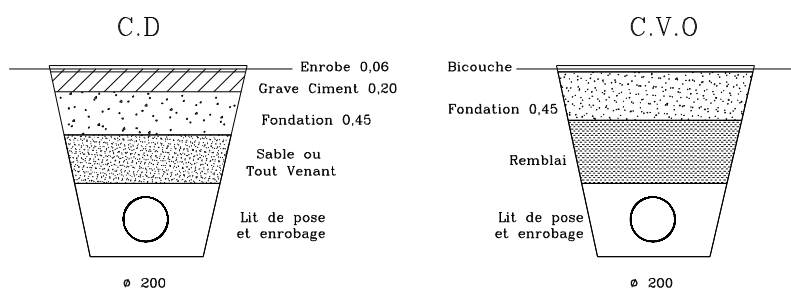 C.D
Enrobe 0,06
Grave Ciment 0,20
Fondation 0,45
Sable ou
Tout Venant
Lit de pose
et enrobage
ø 200
C.V.O
Bicouche
Fondation 0,45
Remblai
Lit de pose
et enrobage
ø 200